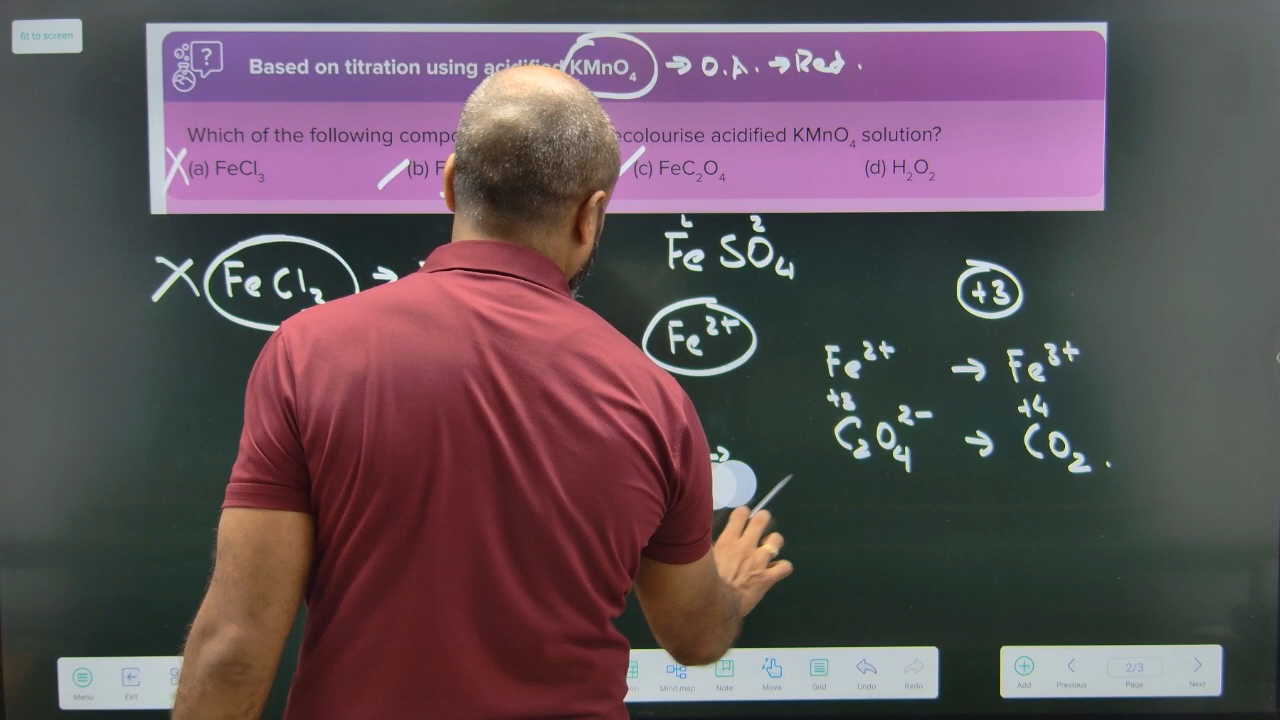 fit to screen
?
Based on titration using acidified KMnO₄ → O.A. → Red.
Which of the following ecolourise acidified KMnO₄ solution?
X (a) FeCl₃ (b) F (c) FeC₂O₄ (d) H₂O₂
FeSO₄
X FeCl₃ →
+3
Fe²⁺
Fe²⁺ → Fe³⁺
+3 +4
C₂O₄²⁻ → CO₂.
→
Menu Exit Mind map Note Move Grid Undo Redo Add Previous 2/3 Page Next